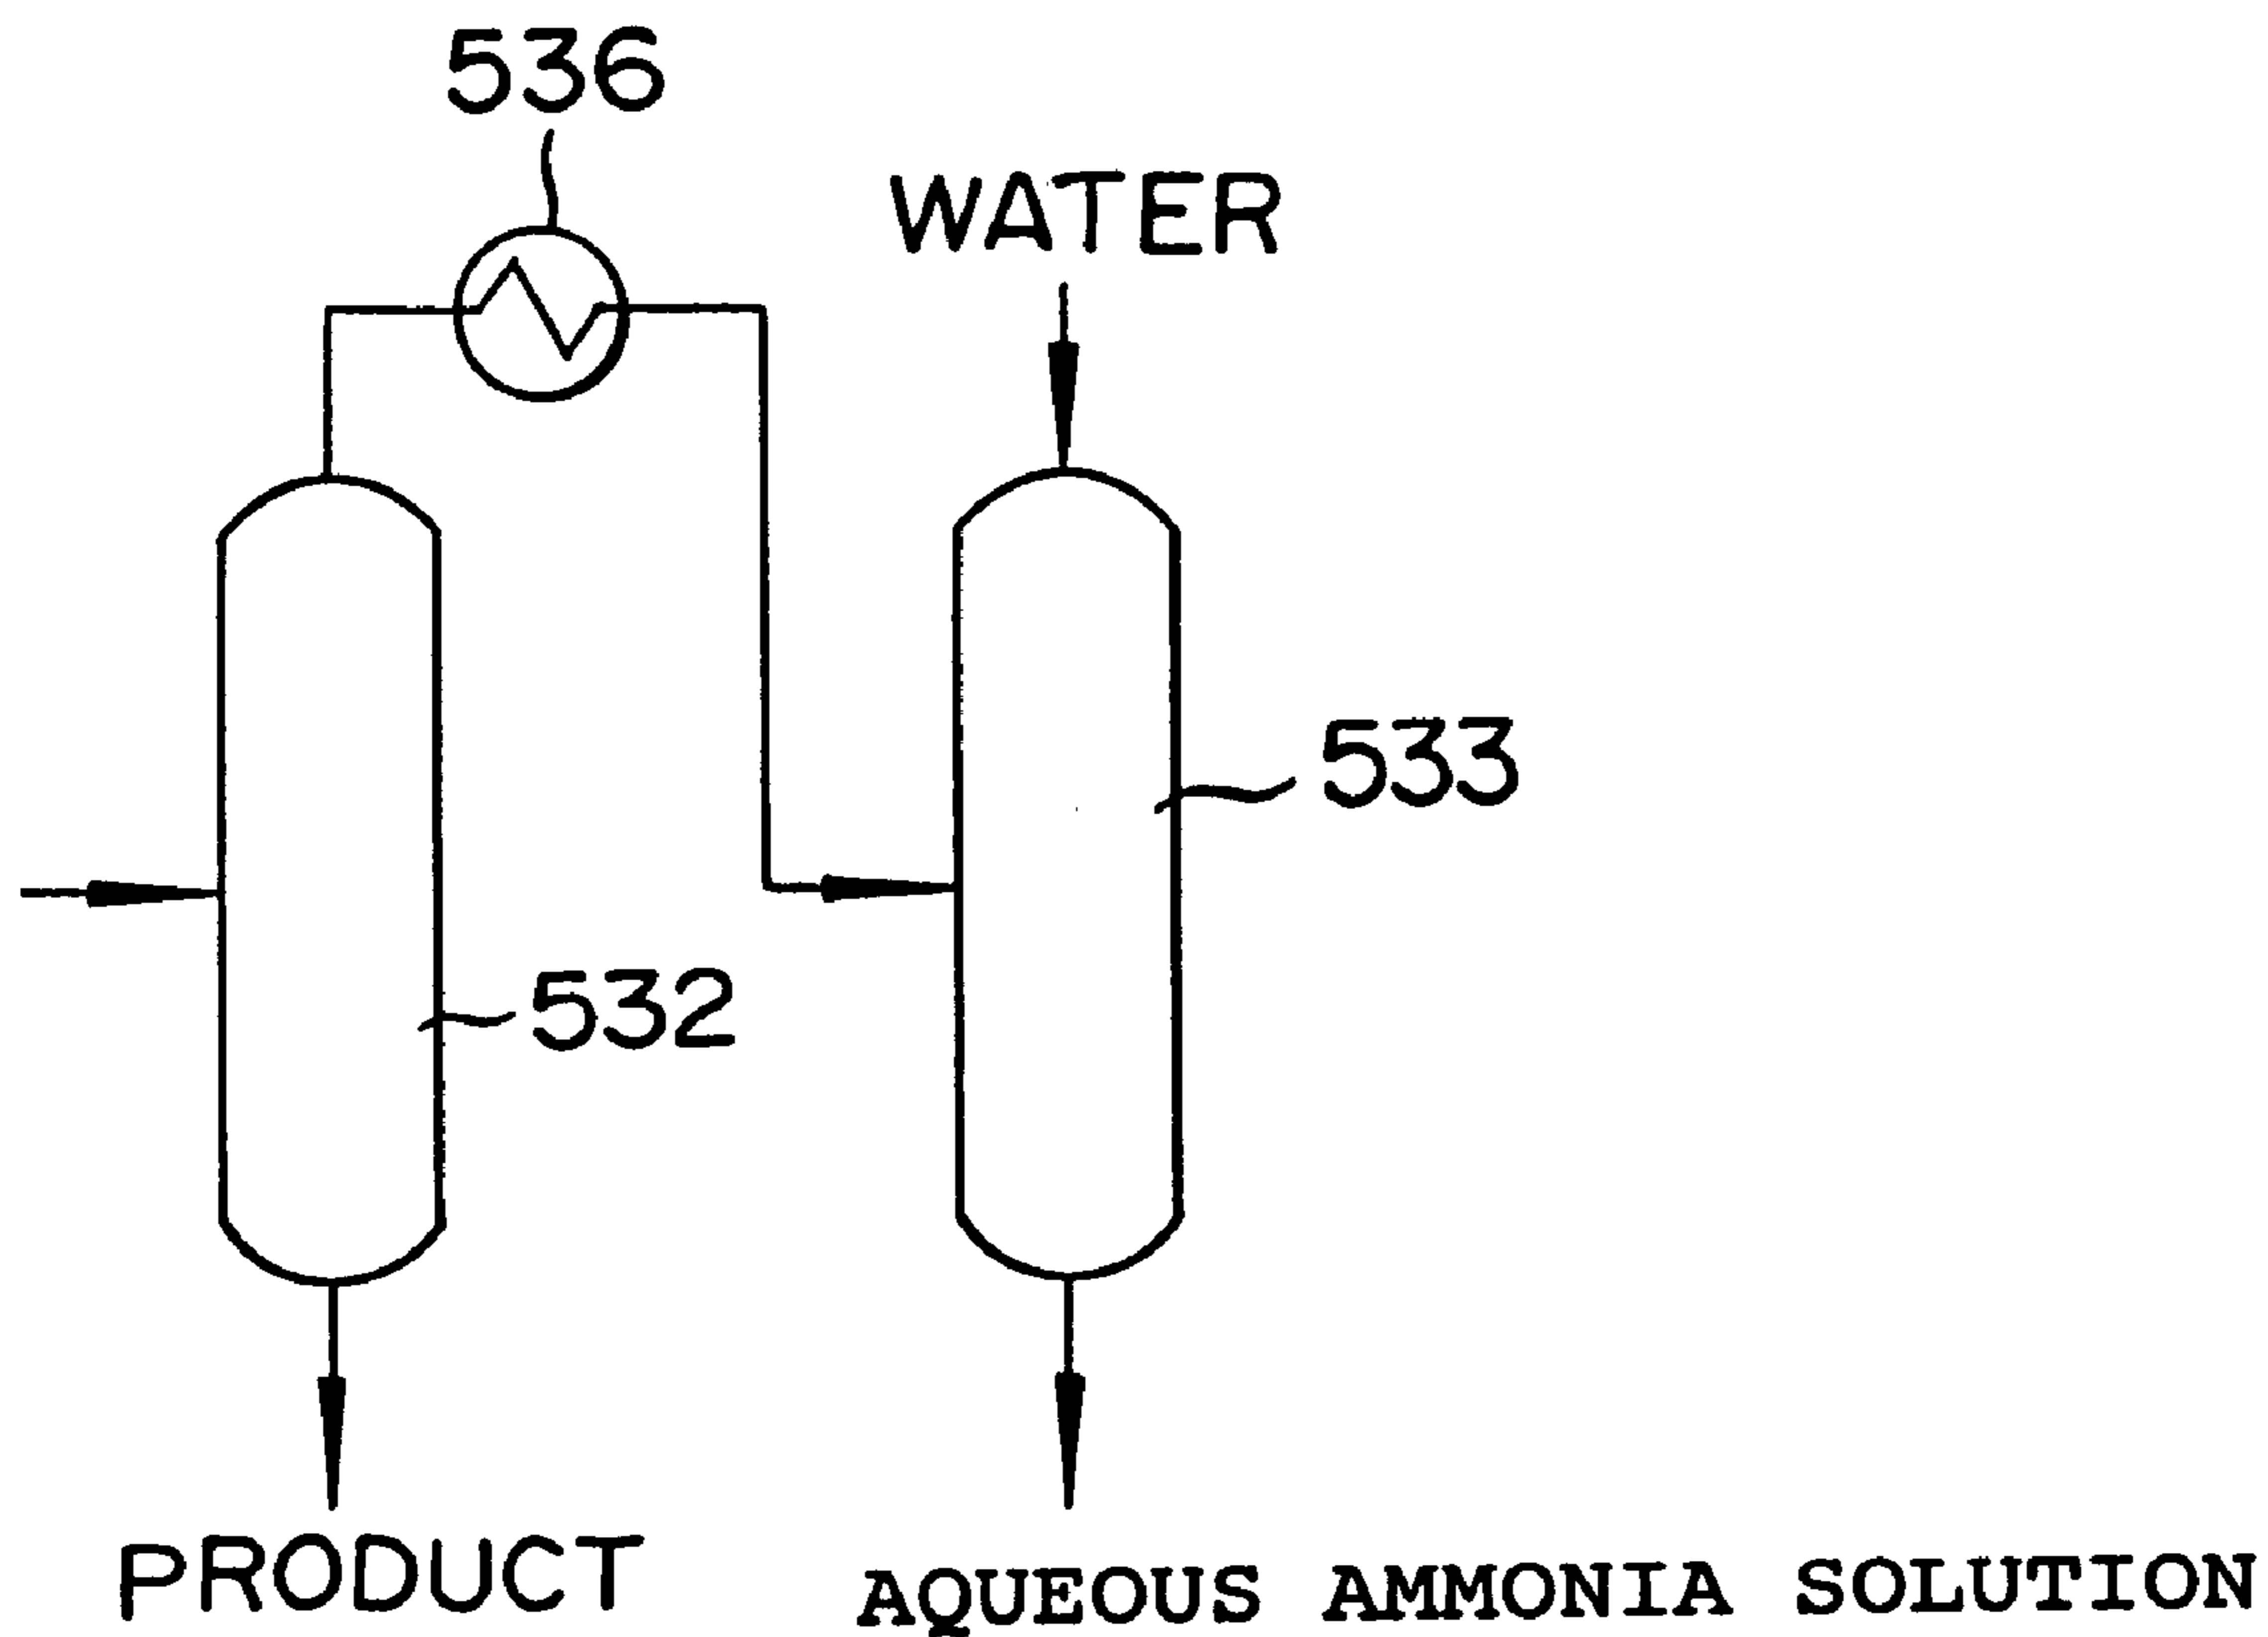 536
WATER
533
532
PRODUCT
AQUEOUS AMMONIA SOLUTION